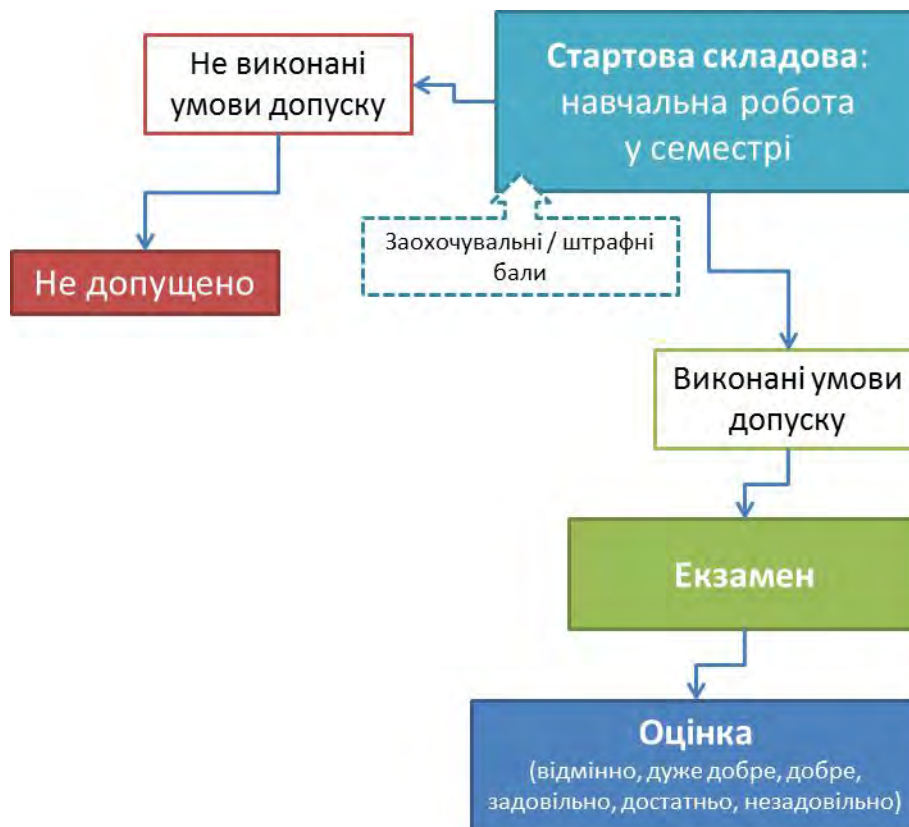 Не виконані
умови допуску
Стартова складова:
навчальна робота
у семестрі
Заохочувальні / штрафні
бали
Не допущено
Виконані умови
допуску
Екзамен
Оцінка
(відмінно, дуже добре, добре,
задовільно, достатньо, незадовільно)